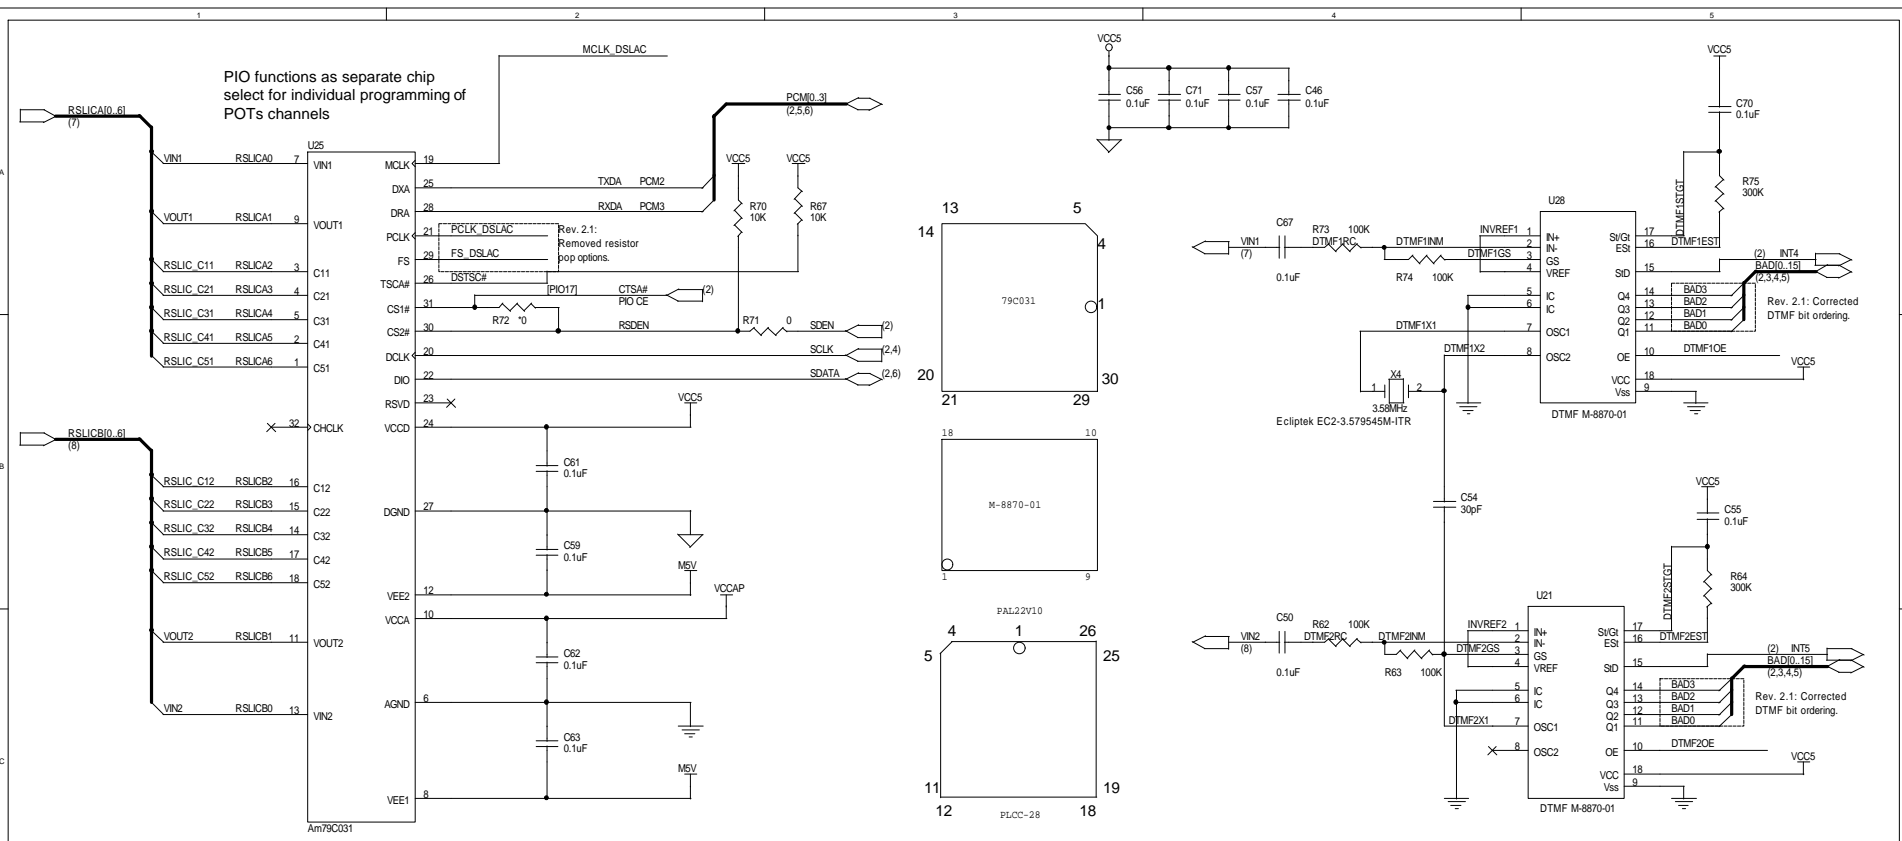 1 2 3 4 5
A
B
C
PIO functions as separate chip
select for individual programming of
POTs channels
MCLK_DSLAC
RSLICA[0..6]
(7)
PCM[0..3]
(2,5,6)
U25
VIN1 RSLICA0 7 VIN1
VOUT1 RSLICA1 9 VOUT1
RSLIC_C11 RSLICA2 3 C11
RSLIC_C21 RSLICA3 4 C21
RSLIC_C31 RSLICA4 5 C31
RSLIC_C41 RSLICA5 2 C41
RSLIC_C51 RSLICA6 1 C51
32 CHCLK
RSLICB[0..6]
(8)
RSLIC_C12 RSLICB2 16 C12
RSLIC_C22 RSLICB3 15 C22
RSLIC_C32 RSLICB4 14 C32
RSLIC_C42 RSLICB5 17 C42
RSLIC_C52 RSLICB6 18 C52
VOUT2 RSLICB1 11 VOUT2
VIN2 RSLICB0 13 VIN2
MCLK 19
DXA 25 TXDA PCM2
DRA 28 RXDA PCM3
PCLK 21 PCLK_DSLAC
FS 29 FS_DSLAC
Rev. 2.1:
Removed resistor
pop options.
TSCA# 26 DSTSC#
CS1# 31 [PIO17] CTSA# (2)
PIO CE
R72 *0
CS2# 30 RSDEN
R71 0 SDEN (2)
DCLK 20 SCLK (2,4)
DIO 22 SDATA (2,6)
RSVD 23
VCCD 24 VCC5
DGND 27
VEE2 12 M5V
VCCA 10 VCCAP
AGND 6
VEE1 8 M5V
Am79C031
VCC5 VCC5
R70
10K
R67
10K
C61
0.1uF
C59
0.1uF
C62
0.1uF
C63
0.1uF
13 5
14 4
79C031
1
20 30
21 29
18 10
M-8870-01
1 9
PAL22V10
4 1 26
5 25
11 19
12 18
PLCC-28
VCC5
C56
0.1uF
C71
0.1uF
C57
0.1uF
C46
0.1uF
VCC5
C70
0.1uF
R75
300K
DTMF1STGT
U28
VIN1
(7)
C67
0.1uF
R73 100K
DTMF1RC
DTMF1INM
DTMF1GS
R74 100K
INVREF1
1 IN+
2 IN-
3 GS
4 VREF
5 IC
6 IC
7 OSC1
8 OSC2
DTMF1X1
DTMF1X2
St/Gt 17
ESt 16 DTMF1EST
StD 15 (2) INT4
BAD[0..15]
(2,3,4,5)
Q4 14 BAD3
Q3 13 BAD2
Q2 12 BAD1
Q1 11 BAD0
Rev. 2.1: Corrected
DTMF bit ordering.
OE 10 DTMF1OE
VCC 18 VCC5
Vss 9
DTMF M-8870-01
X4
1 2
3.58MHz
Ecliptek EC2-3.579545M-ITR
C54
30pF
VCC5
C55
0.1uF
R64
300K
DTMF2STGT
U21
VIN2
(8)
C50
0.1uF
R62 100K
DTMF2RC
DTMF2INM
DTMF2GS
R63 100K
INVREF2
1 IN+
2 IN-
3 GS
4 VREF
5 IC
6 IC
7 OSC1
8 OSC2
DTMF2X1
St/Gt 17
ESt 16 DTMF2EST
StD 15 (2) INT5
BAD[0..15]
(2,3,4,5)
Q4 14 BAD3
Q3 13 BAD2
Q2 12 BAD1
Q1 11 BAD0
Rev. 2.1: Corrected
DTMF bit ordering.
OE 10 DTMF2OE
VCC 18 VCC5
Vss 9
DTMF M-8870-01